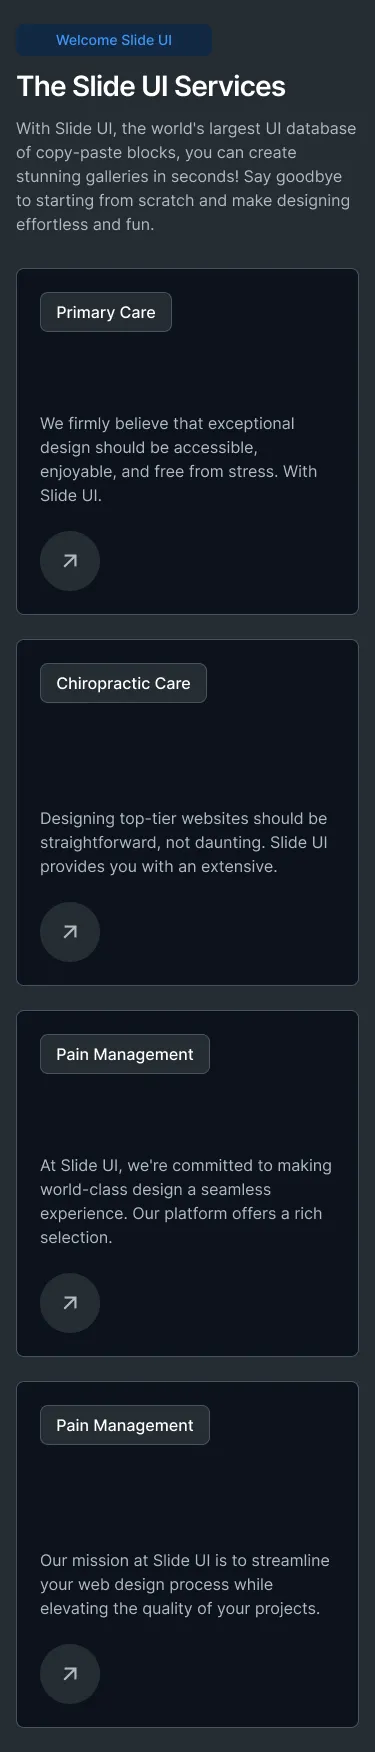 Welcome Slide UI
The Slide UI Services
With Slide UI, the world's largest UI database
of copy-paste blocks, you can create
stunning galleries in seconds! Say goodbye
to starting from scratch and make designing
effortless and fun.
Primary Care
We firmly believe that exceptional
design should be accessible,
enjoyable, and free from stress. With
Slide UI.
Chiropractic Care
Designing top-tier websites should be
straightforward, not daunting. Slide UI
provides you with an extensive.
Pain Management
At Slide UI, we're committed to making
world-class design a seamless
experience. Our platform offers a rich
selection.
Pain Management
Our mission at Slide UI is to streamline
your web design process while
elevating the quality of your projects.